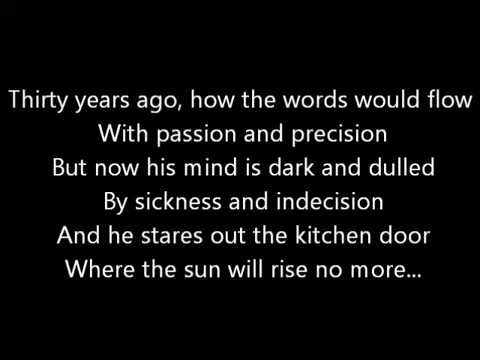 Thirty years ago, how the words would flow
With passion and precision
But now his mind is dark and dulled
By sickness and indecision
And he stares out the kitchen door
Where the sun will rise no more...